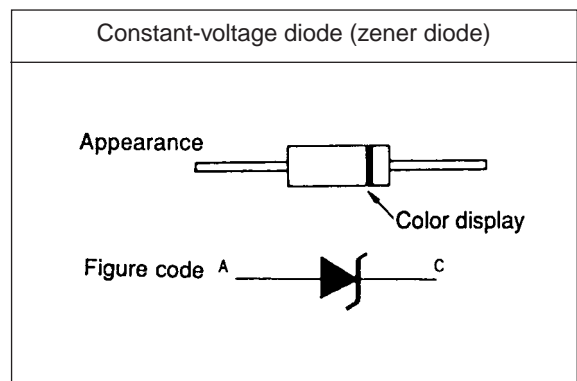 Constant-voltage diode (zener diode)
Appearance
Color display
Figure code A C